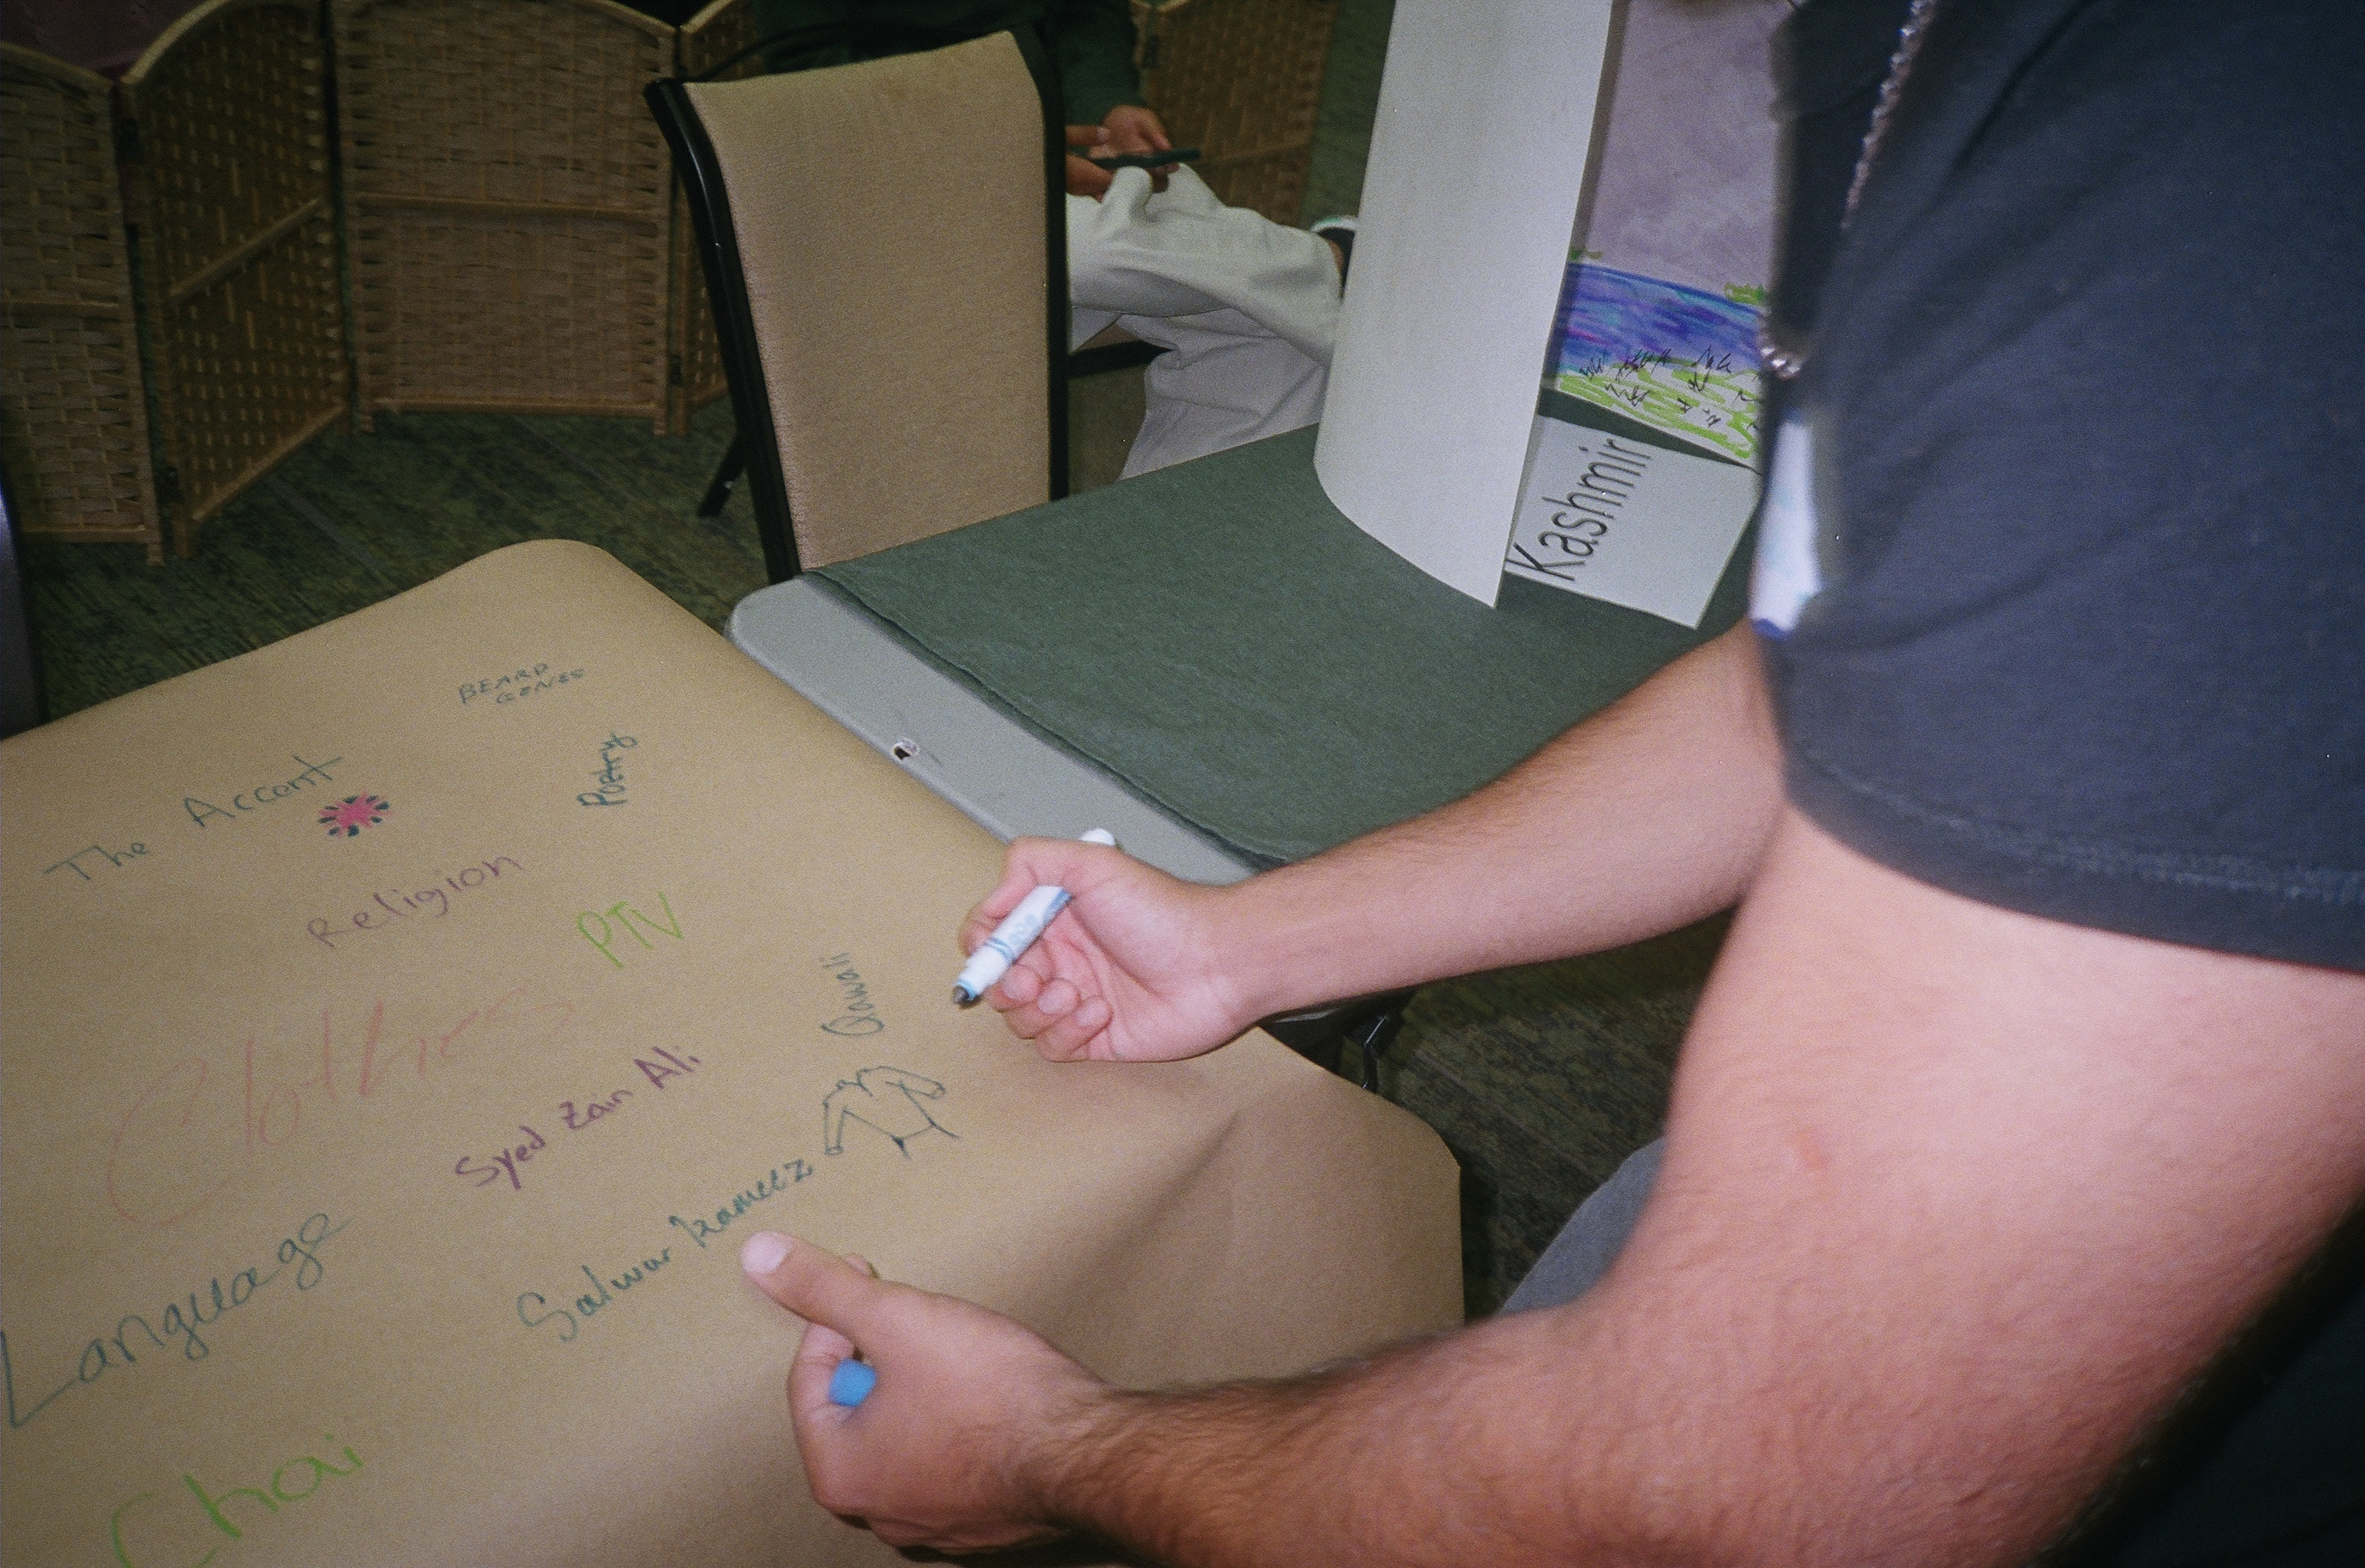 BEARD
GENES
The Accent
Poetry
Religion
PTV
Clothes
Qawali
Syed Zain Ali
Salwar kameez
Language
Chai
Kashmir